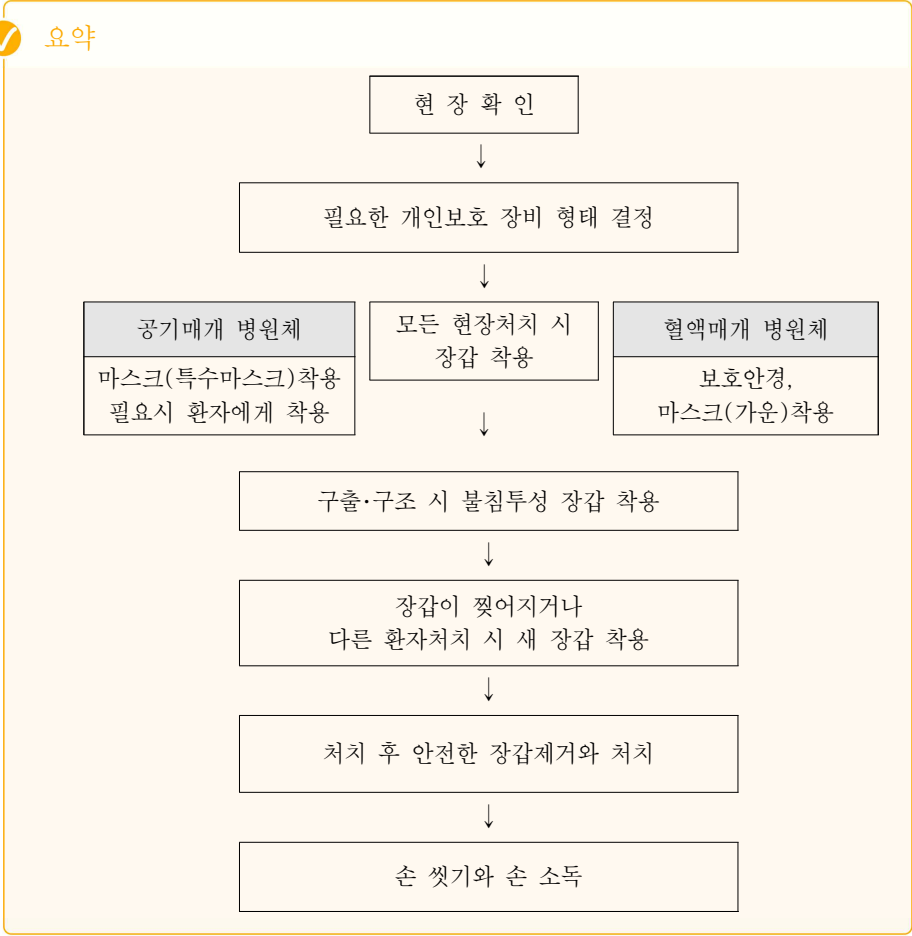 요약
현 장 확 인
↓
필요한 개인보호 장비 형태 결정
↓
공기매개 병원체
마스크(특수마스크)착용
필요시 환자에게 착용
모든 현장처치 시
장갑 착용
혈액매개 병원체
보호안경,
마스크(가운)착용
↓
구출·구조 시 불침투성 장갑 착용
↓
장갑이 찢어지거나
다른 환자처치 시 새 장갑 착용
↓
처치 후 안전한 장갑제거와 처치
↓
손 씻기와 손 소독